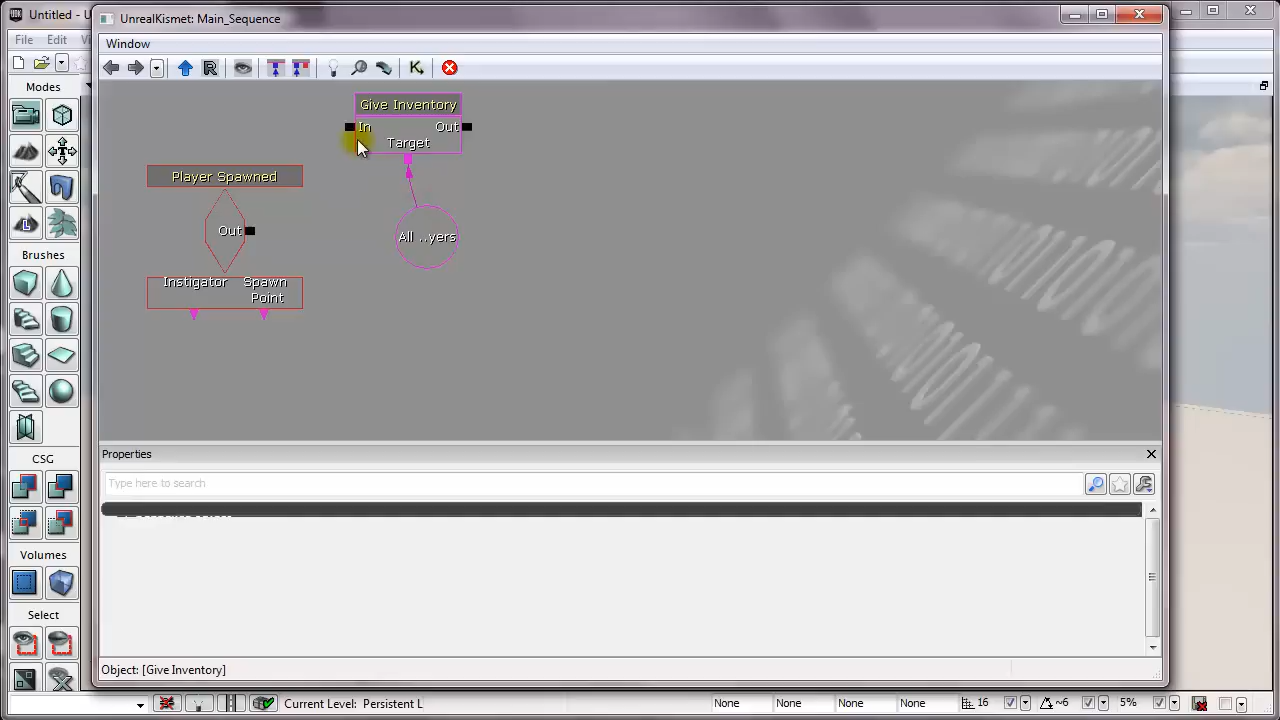 Untitled - U
UnrealKismet: Main_Sequence
File Edit
Window
Modes
Give Inventory
In Out
Target
Player Spawned
Out
All ..yers
Instigator Spawn
Point
Brushes
Properties
Type here to search
CSG
Volumes
Select
Object: [Give Inventory]
Current Level: Persistent L
None None None None 16 ~6 5%